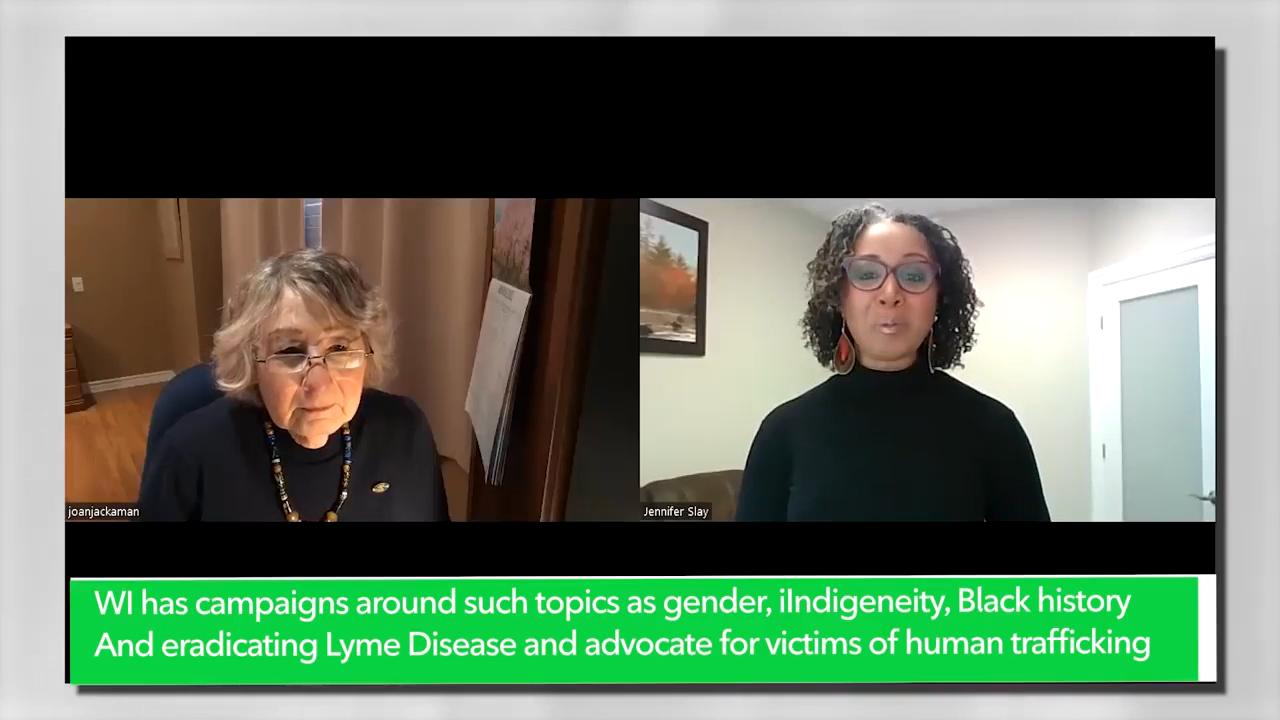 joanjackaman
Jennifer Slay
WI has campaigns around such topics as gender, iIndigeneity, Black history
And eradicating Lyme Disease and advocate for victims of human trafficking